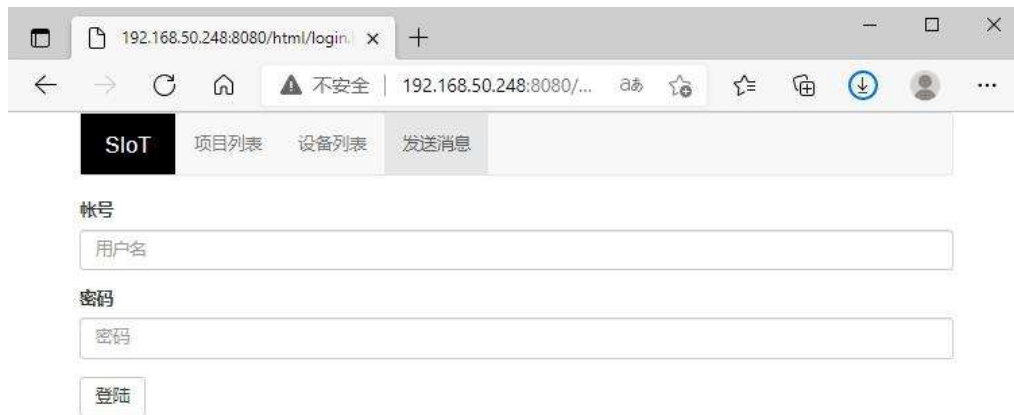 192.168.50.248:8080/html/login.
不安全 | 192.168.50.248:8080/... aあ
SIoT 项目列表 设备列表 发送消息
帐号
用户名
密码
密码
登陆